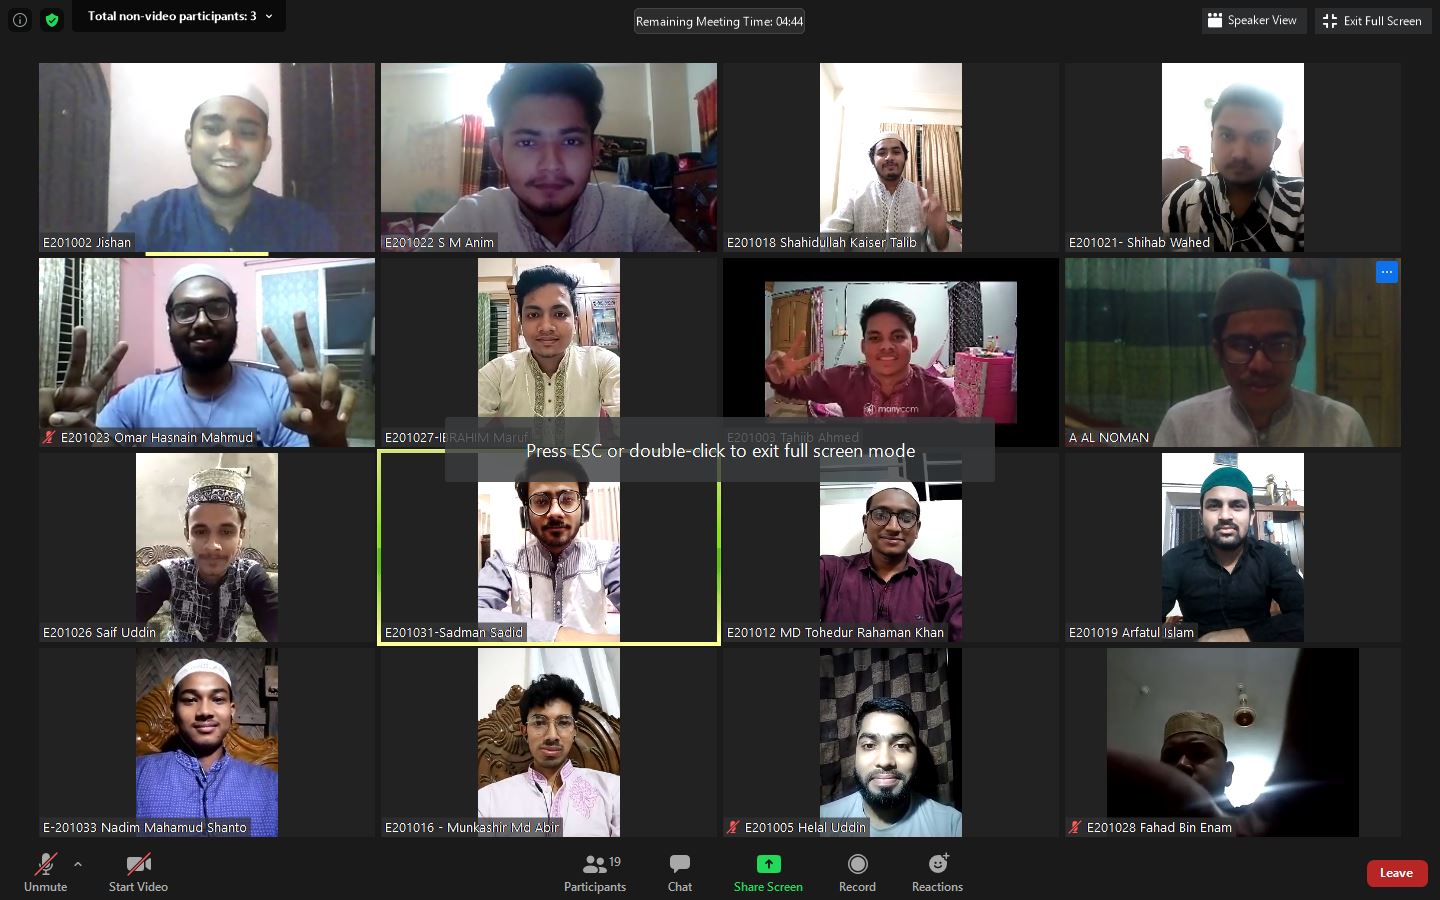 Total non-video participants: 3
Remaining Meeting Time: 04:44
Speaker View
Exit Full Screen
E201002 Jishan
E201022 S M Anim
E201018 Shahidullah Kaiser Talib
E201021- Shihab Wahed
E201023 Omar Hasnain Mahmud
E201027-IBRAHIM Maruf
manycam
E201003 Tahiib Ahmed
A AL NOMAN
Press ESC or double-click to exit full screen mode
E201026 Saif Uddin
E201031-Sadman Sadid
E201012 MD Tohedur Rahaman Khan
E201019 Arfatul Islam
E-201033 Nadim Mahamud Shanto
E201016 - Munkashir Md Abir
E201005 Helal Uddin
E201028 Fahad Bin Enam
Unmute
Start Video
19
Participants
Chat
Share Screen
Record
Reactions
Leave